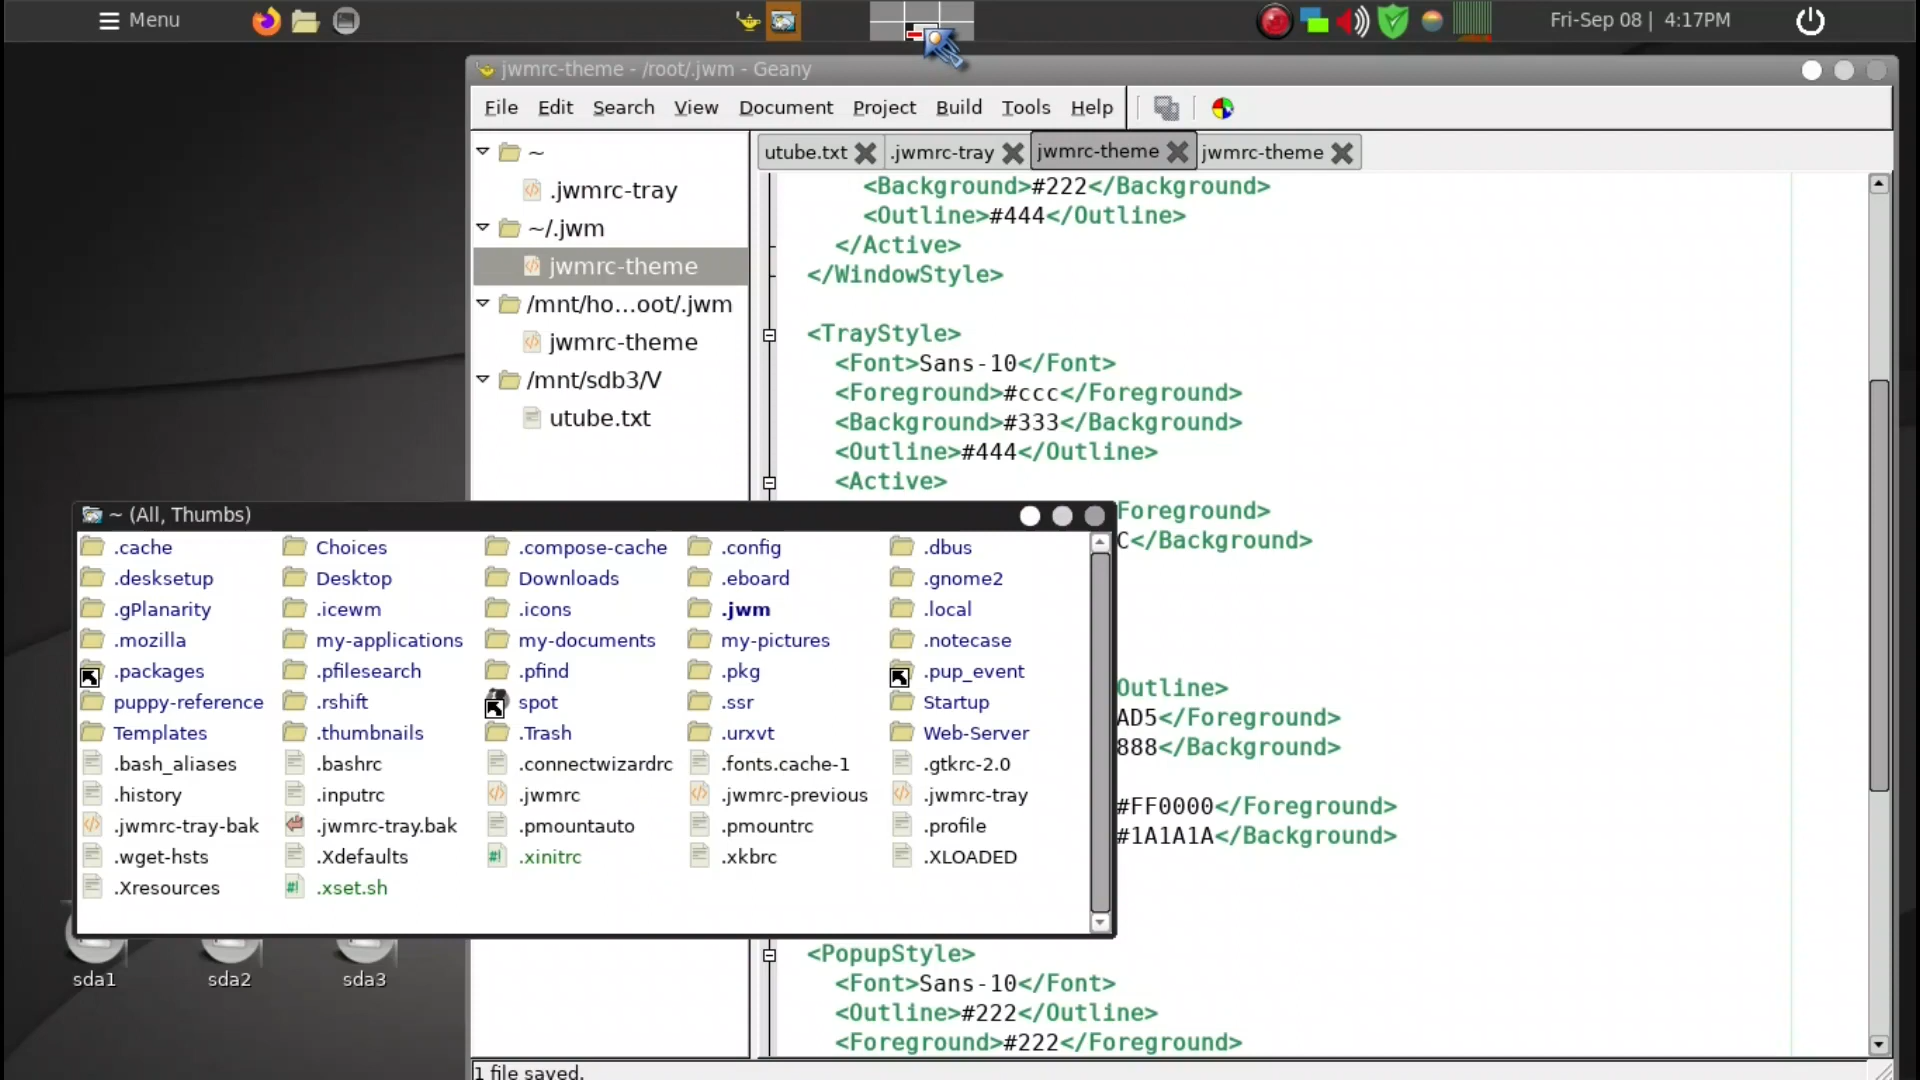 Menu
Fri-Sep 08 | 4:17PM
jwmrc-theme - /root/.jwm - Geany
File Edit Search View Document Project Build Tools Help
utube.txt .jwmrc-tray jwmrc-theme jwmrc-theme
~
.jwmrc-tray
~/.jwm
jwmrc-theme
/mnt/ho...oot/.jwm
jwmrc-theme
/mnt/sdb3/V
utube.txt
<Background>#222</Background>
<Outline>#444</Outline>
</Active>
</WindowStyle>
<TrayStyle>
<Font>Sans-10</Font>
<Foreground>#ccc</Foreground>
<Background>#333</Background>
<Outline>#444</Outline>
<Active>
Foreground>
C</Background>
Outline>
AD5</Foreground>
888</Background>
#FF0000</Foreground>
#1A1A1A</Background>
<PopupStyle>
<Font>Sans-10</Font>
<Outline>#222</Outline>
<Foreground>#222</Foreground>
~ (All, Thumbs)
.cache Choices .compose-cache .config .dbus
.desksetup Desktop Downloads .eboard .gnome2
.gPlanarity .icewm .icons .jwm .local
.mozilla my-applications my-documents my-pictures .notecase
.packages .pfilesearch .pfind .pkg .pup_event
puppy-reference .rshift spot .ssr Startup
Templates .thumbnails .Trash .urxvt Web-Server
.bash_aliases .bashrc .connectwizardrc .fonts.cache-1 .gtkrc-2.0
.history .inputrc .jwmrc .jwmrc-previous .jwmrc-tray
.jwmrc-tray-bak .jwmrc-tray.bak .pmountauto .pmountrc .profile
.wget-hsts .Xdefaults .xinitrc .xkbrc .XLOADED
.Xresources .xset.sh
sda1 sda2 sda3
1 file saved.